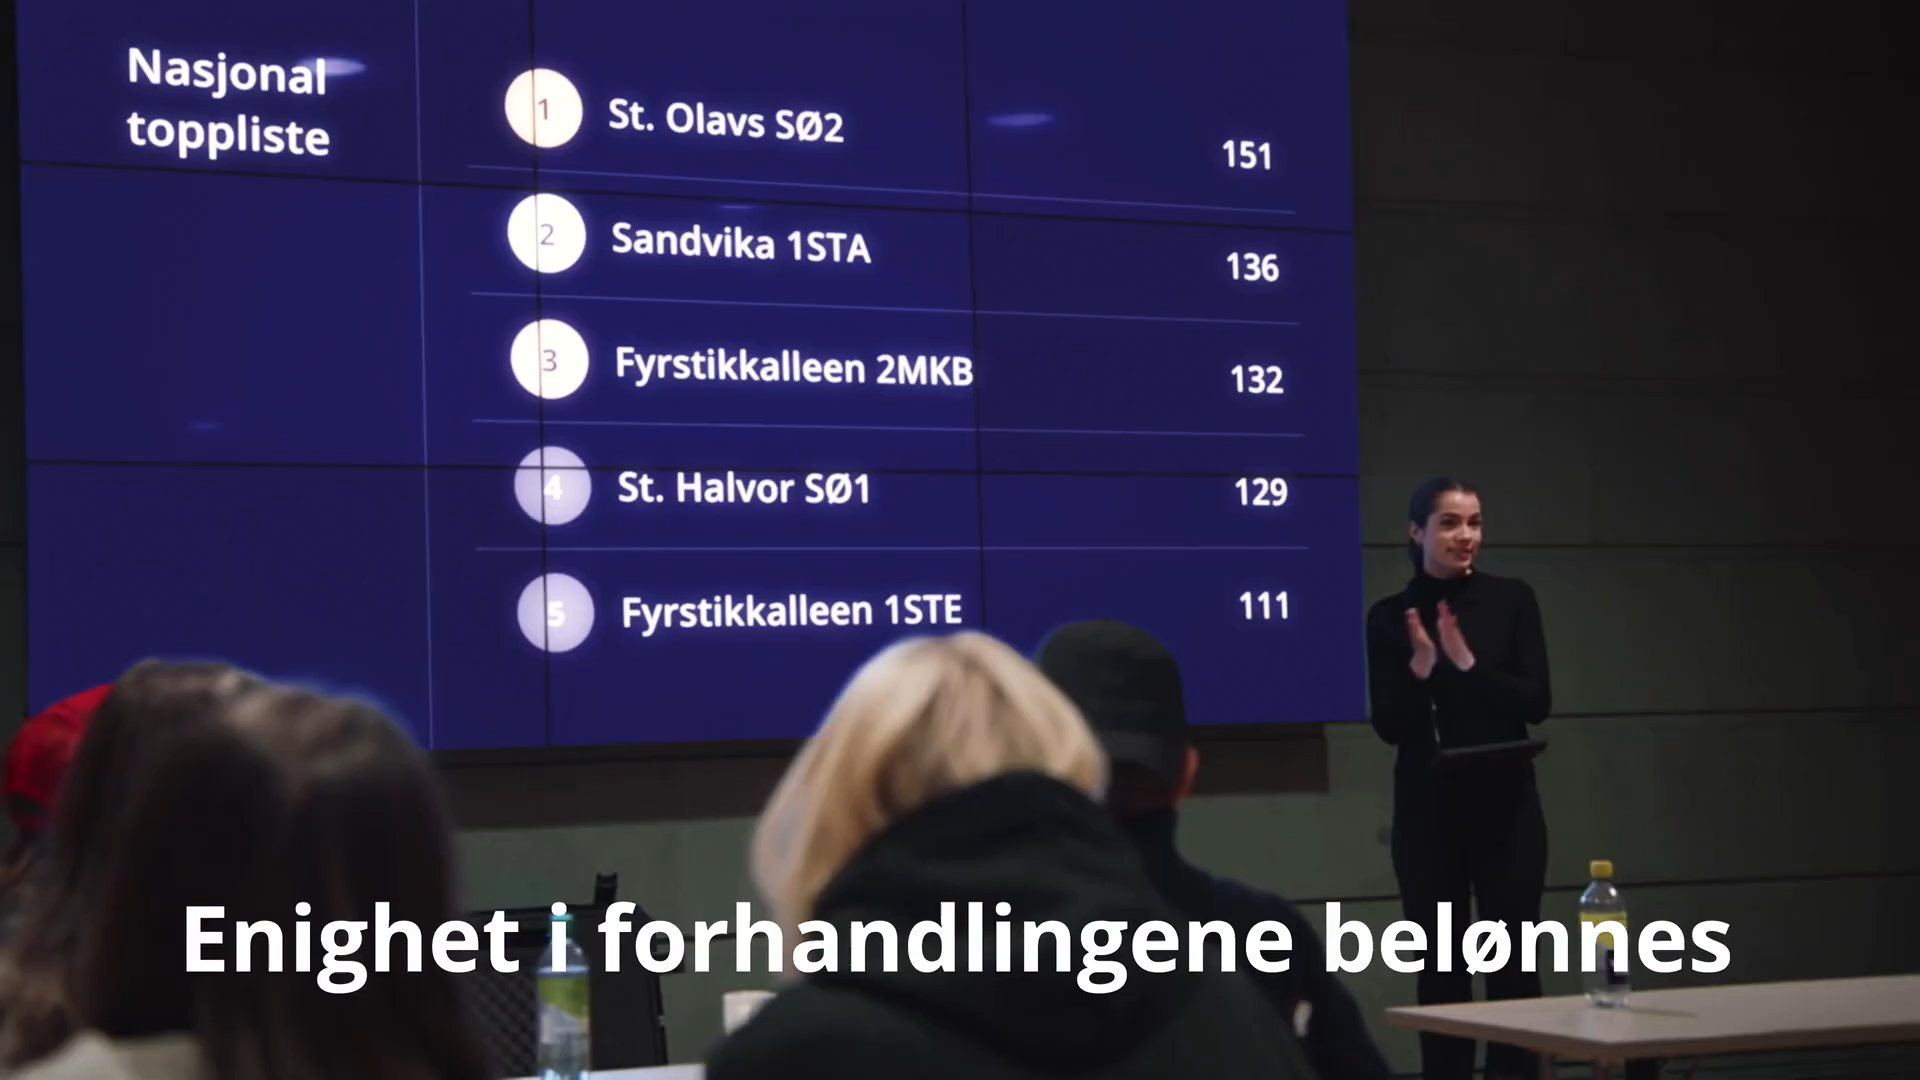 Nasjonal
toppliste
1 St. Olavs SØ2 151
2 Sandvika 1STA 136
3 Fyrstikkalleen 2MKB 132
4 St. Halvor SØ1 129
5 Fyrstikkalleen 1STE 111
Enighet i forhandlingene belønnes